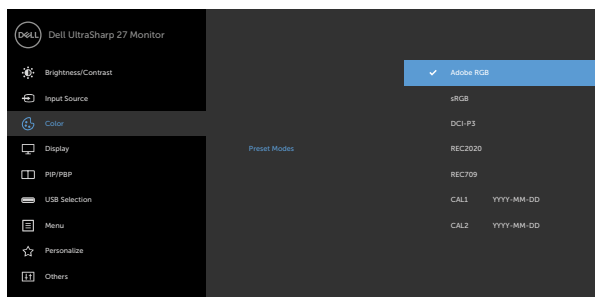 DELL Dell UltraSharp 27 Monitor
Brightness/Contrast
Adobe RGB
Input Source
sRGB
Color
DCI-P3
Display
Preset Modes
REC2020
PIP/PBP
REC709
USB Selection
CAL1 YYYY-MM-DD
Menu
CAL2 YYYY-MM-DD
Personalize
Others